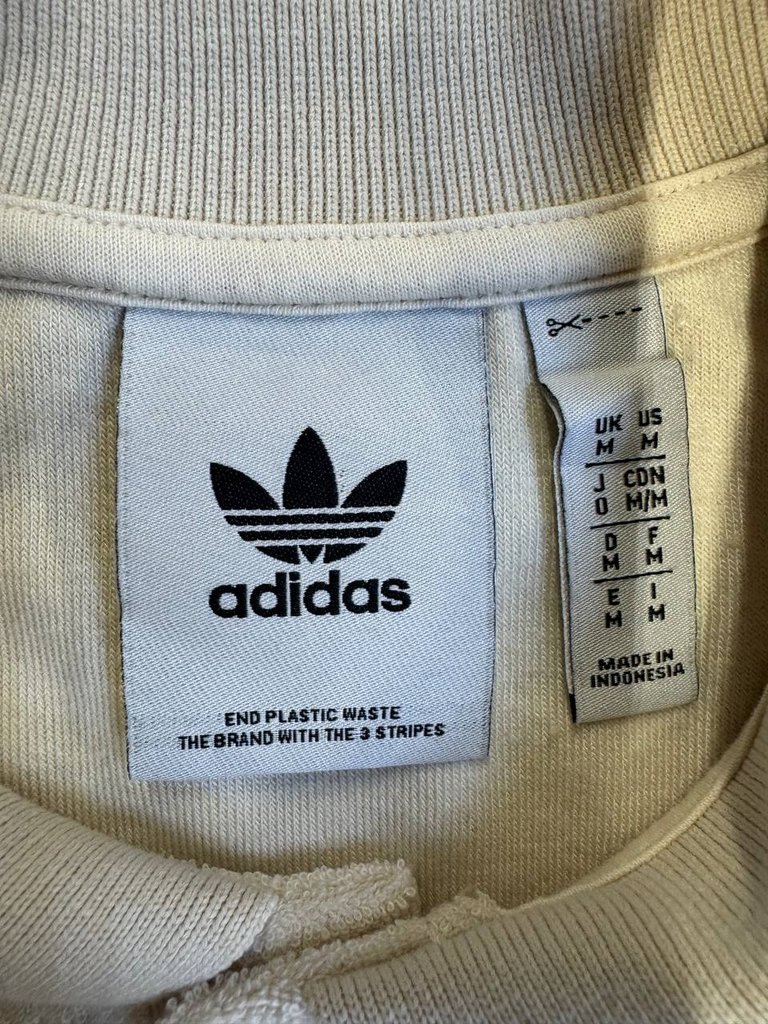 adidas
END PLASTIC WASTE
THE BRAND WITH THE 3 STRIPES
UK US
M M
J CDN
O M/M
D F
M M
E I
M M
MADE IN
INDONESIA